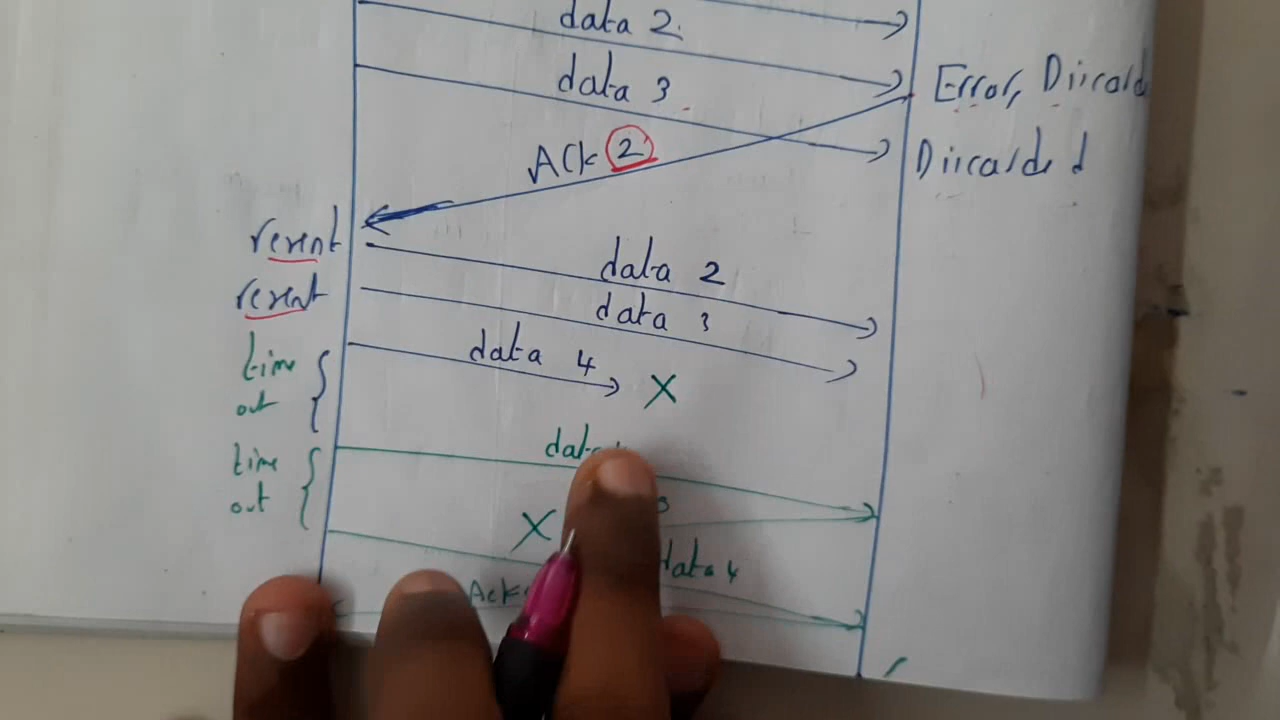 data 2
data 3
Error, Discard
Ack 2
Discarded
resent
data 2
resent
data 3
time
out
data 4
X
time
out
X
data 4
Ack